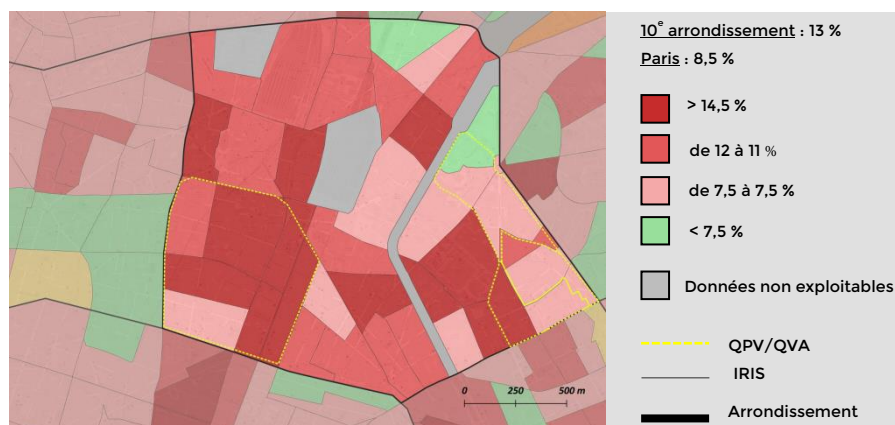 10e arrondissement : 13 %
Paris : 8,5 %
> 14,5 %
de 12 à 11 %
de 7,5 à 7,5 %
< 7,5 %
Données non exploitables
QPV/QVA
IRIS
Arrondissement
0 250 500 m